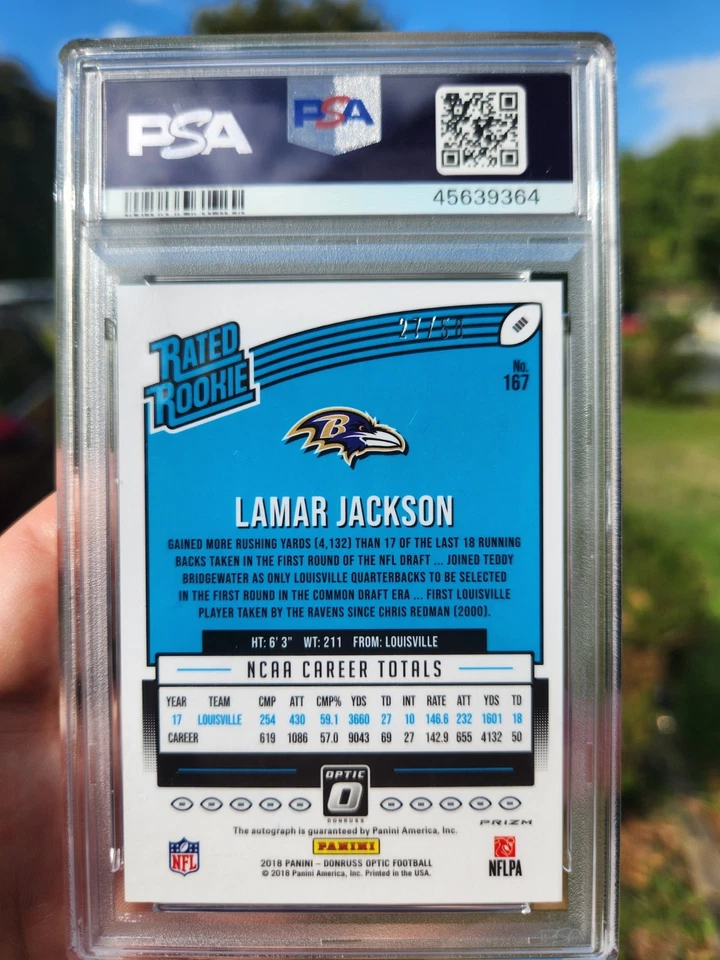 PSA PSA
45639364
27/50
RATED
ROOKIE
No.
167
B
LAMAR JACKSON
GAINED MORE RUSHING YARDS (4,132) THAN 17 OF THE LAST 18 RUNNING
BACKS TAKEN IN THE FIRST ROUND OF THE NFL DRAFT ... JOINED TEDDY
BRIDGEWATER AS ONLY LOUISVILLE QUARTERBACKS TO BE SELECTED
IN THE FIRST ROUND IN THE COMMON DRAFT ERA ... FIRST LOUISVILLE
PLAYER TAKEN BY THE RAVENS SINCE CHRIS REDMAN (2000).
HT: 6' 3" WT: 211 FROM: LOUISVILLE
NCAA CAREER TOTALS
YEAR TEAM CMP ATT CMP% YDS TD INT RATE ATT YDS TD
17 LOUISVILLE 254 430 59.1 3660 27 10 146.6 232 1601 18
CAREER 619 1086 57.0 9043 69 27 142.9 655 4132 50
OPTIC
O
DONRUSS
PRIZM
The autograph is guaranteed by Panini America, Inc.
PANINI
NFL
2018 PANINI – DONRUSS OPTIC FOOTBALL
© 2018 Panini America, Inc. Printed in the USA.
NFLPA